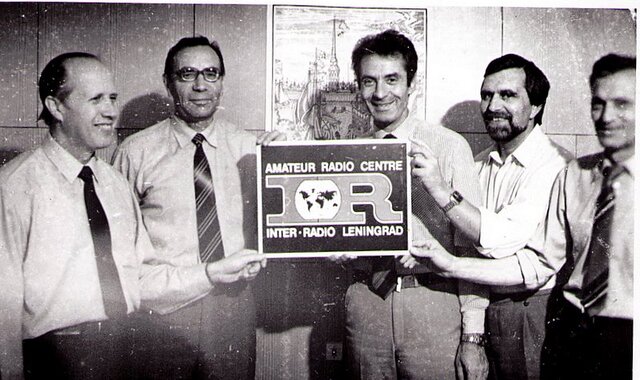 AMATEUR RADIO CENTRE
IR
INTER·RADIO LENINGRAD